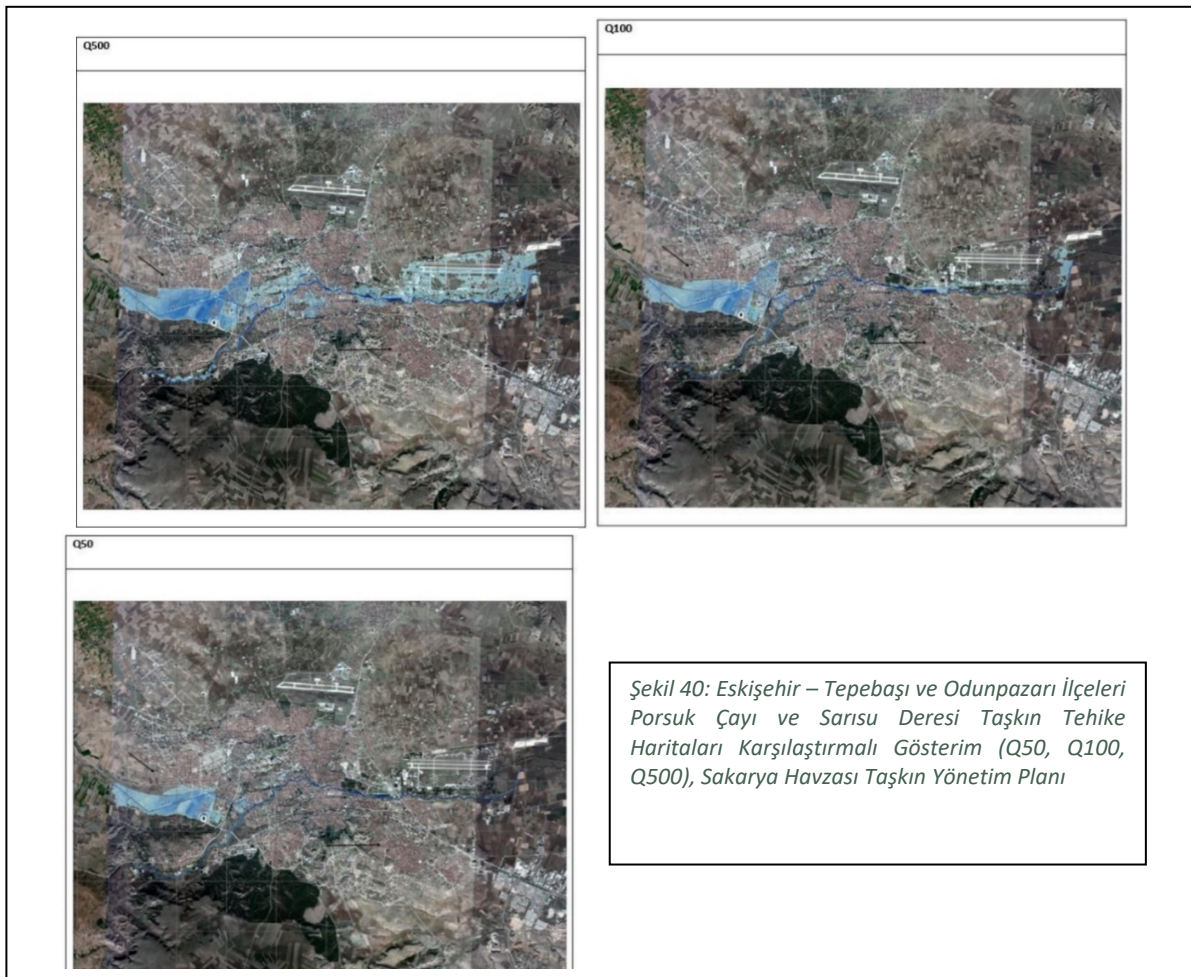 Q500
Q100
Q50
Şekil 40: Eskişehir – Tepebaşı ve Odunpazarı İlçeleri
Porsuk Çayı ve Sarısu Deresi Taşkın Tehike
Haritaları Karşılaştırmalı Gösterim (Q50, Q100,
Q500), Sakarya Havzası Taşkın Yönetim Planı